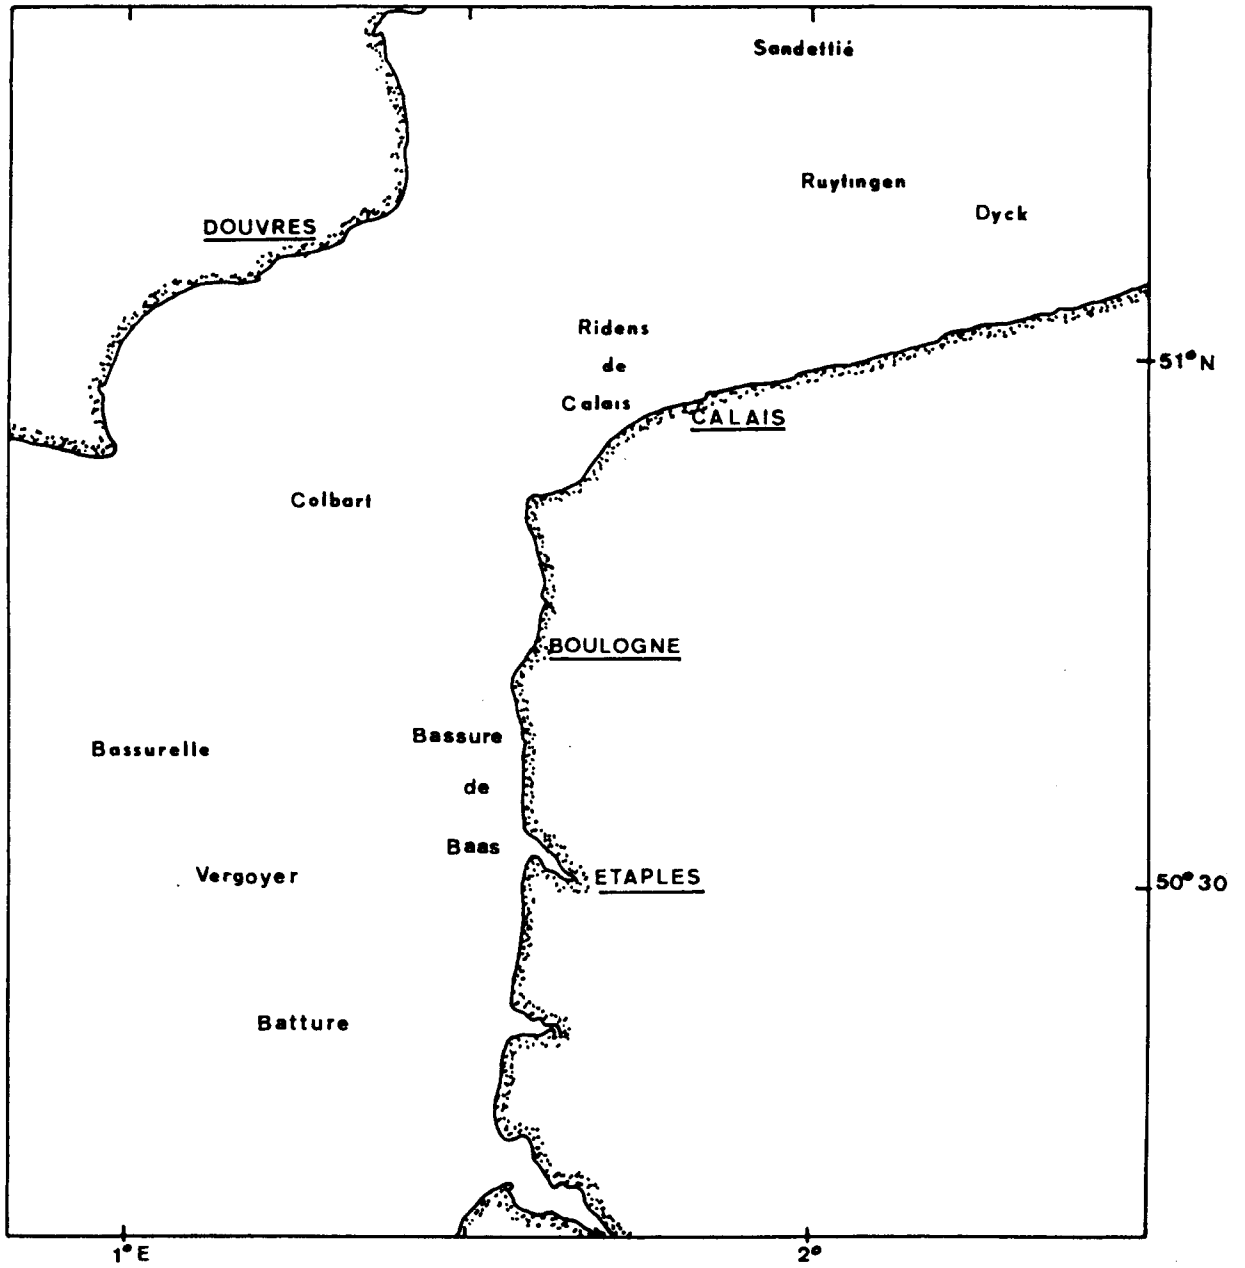 Sandettié
Ruytingen
Dyck
DOUVRES
Ridens
de
Calais
51° N
CALAIS
Colbart
BOULOGNE
Bassure
de
Baas
Bassurelle
Vergoyer
ETAPLES
50° 30
Batture
1° E
2°